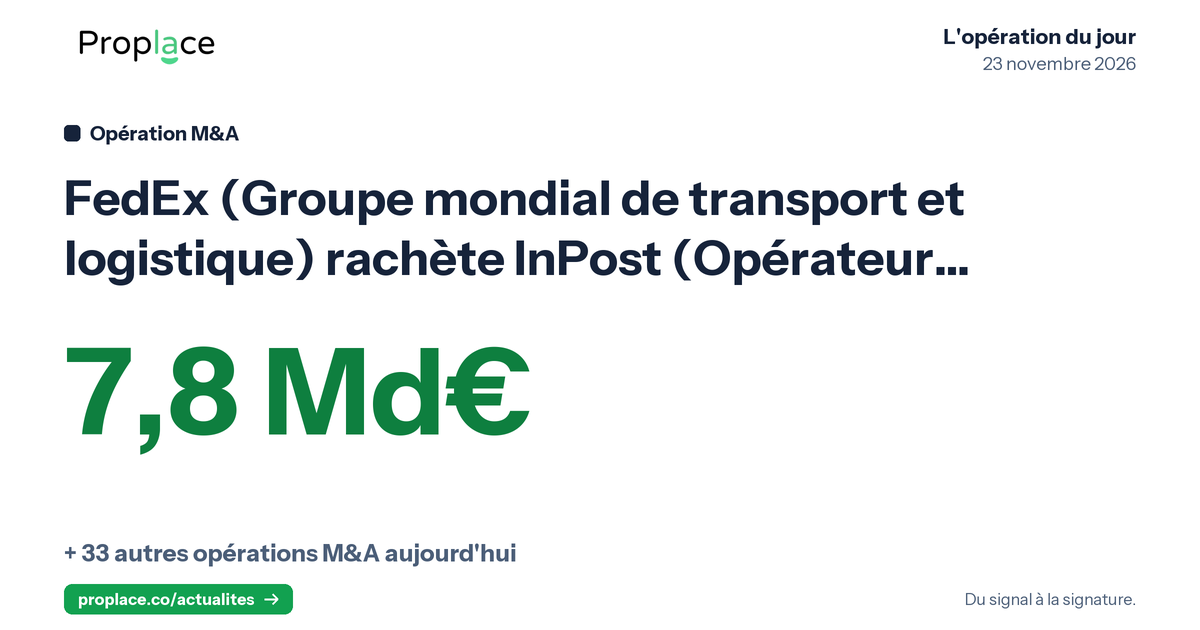 Proplace
L'opération du jour
23 novembre 2026
Opération M&A
FedEx (Groupe mondial de transport et
logistique) rachète InPost (Opérateur...
7,8 Md€
+ 33 autres opérations M&A aujourd'hui
proplace.co/actualites →
Du signal à la signature.